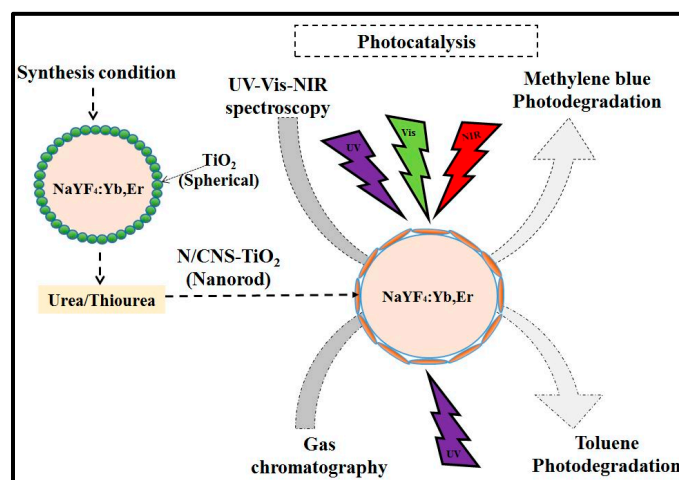 Photocatalysis
Synthesis condition
UV-Vis-NIR
spectroscopy
Methylene blue
Photodegradation
UV
Vis
NIR
TiO₂
(Spherical)
NaYF₄:Yb,Er
N/CNS-TiO₂
(Nanorod)
Urea/Thiourea
NaYF₄:Yb,Er
Gas
chromatography
UV
Toluene
Photodegradation